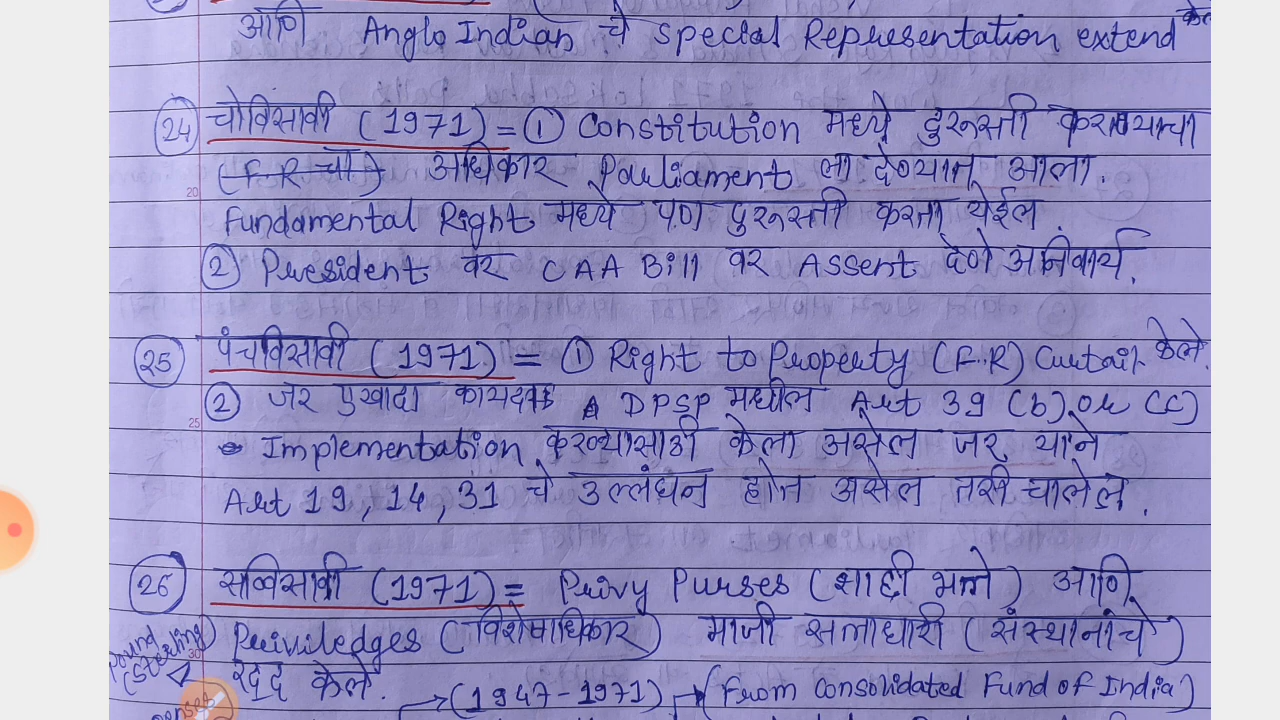 आणि Anglo Indian चे special Representation extend केल
24 चोविसावी (1971) = ① Constitution मध्ये दुरूस्ती करण्याचा
(F.R चा) अधिकार Parliament ला देण्यात आला.
Fundamental Right मध्ये पण दुरूस्ती करता येईल.
② President वर CAA Bill वर Assent देणे अनिवार्य.
25 पंचविसावी (1971) = ① Right to Property (F.R) Curtail केले.
② जर एखादा कायदा DPSP मधील Art 39 (b) or (c)
Implementation करण्यासाठी केला असेल जर याने
Art 19, 14, 31 चे उल्लंघन होत असेल तरी चालेल.
26 सव्विसावी (1971) = Privy Purses (शाही भत्ते) आणि
Priviledges (विशेषाधिकार) माजी सत्ताधारी (संस्थानांचे)
pound (sterling)
रद्द केले.
→(1947-1971) →(From Consolidated Fund of India)